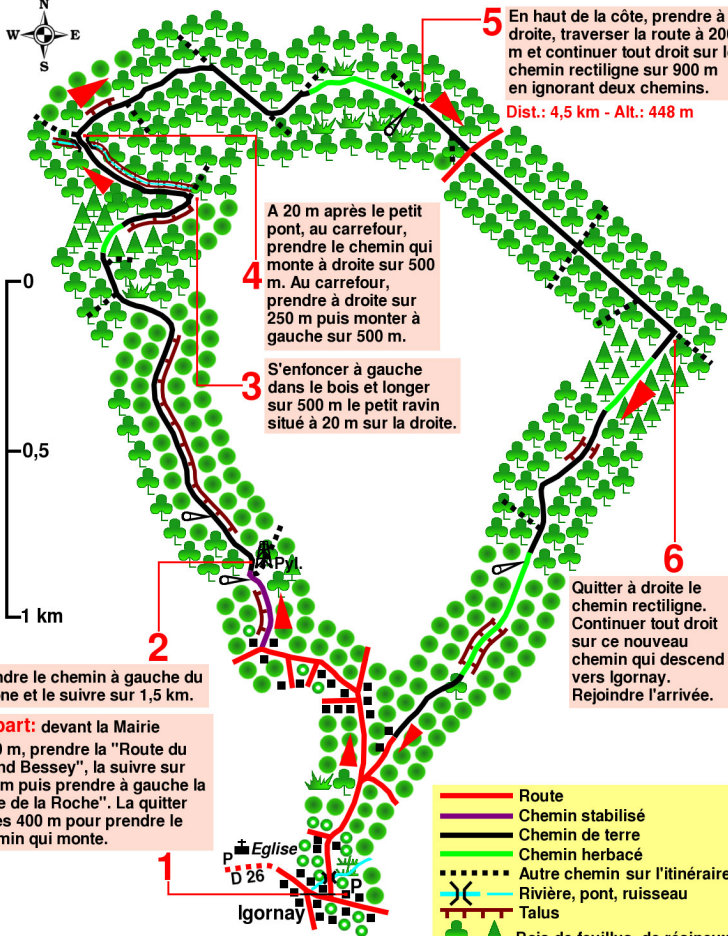 N
W E
S
5
En haut de la côte, prendre à
droite, traverser la route à
m et continuer tout droit sur
chemin rectiligne sur 900 m
en ignorant deux chemins.
Dist.: 4,5 km - Alt.: 448 m
4
A 20 m après le petit
pont, au carrefour,
prendre le chemin qui
monte à droite sur 500
m. Au carrefour,
prendre à droite sur
250 m puis monter à
gauche sur 500 m.
3
S'enfoncer à gauche
dans le bois et longer
sur 500 m le petit ravin
situé à 20 m sur la droite.
0
0,5
1 km
Pyl.
6
Quitter à droite le
chemin rectiligne.
Continuer tout droit
sur ce nouveau
chemin qui descend
vers Igornay.
Rejoindre l'arrivée.
2
le chemin à gauche du
et le suivre sur 1,5 km.
devant la Mairie
m, prendre la "Route du
Bessey", la suivre sur
m puis prendre à gauche la
de la Roche". La quitter
400 m pour prendre le
qui monte.
1
Eglise
P
D 26
P
Igornay
Route
Chemin stabilisé
Chemin de terre
Chemin herbacé
Autre chemin sur l'itinéraire
Rivière, pont, ruisseau
Talus